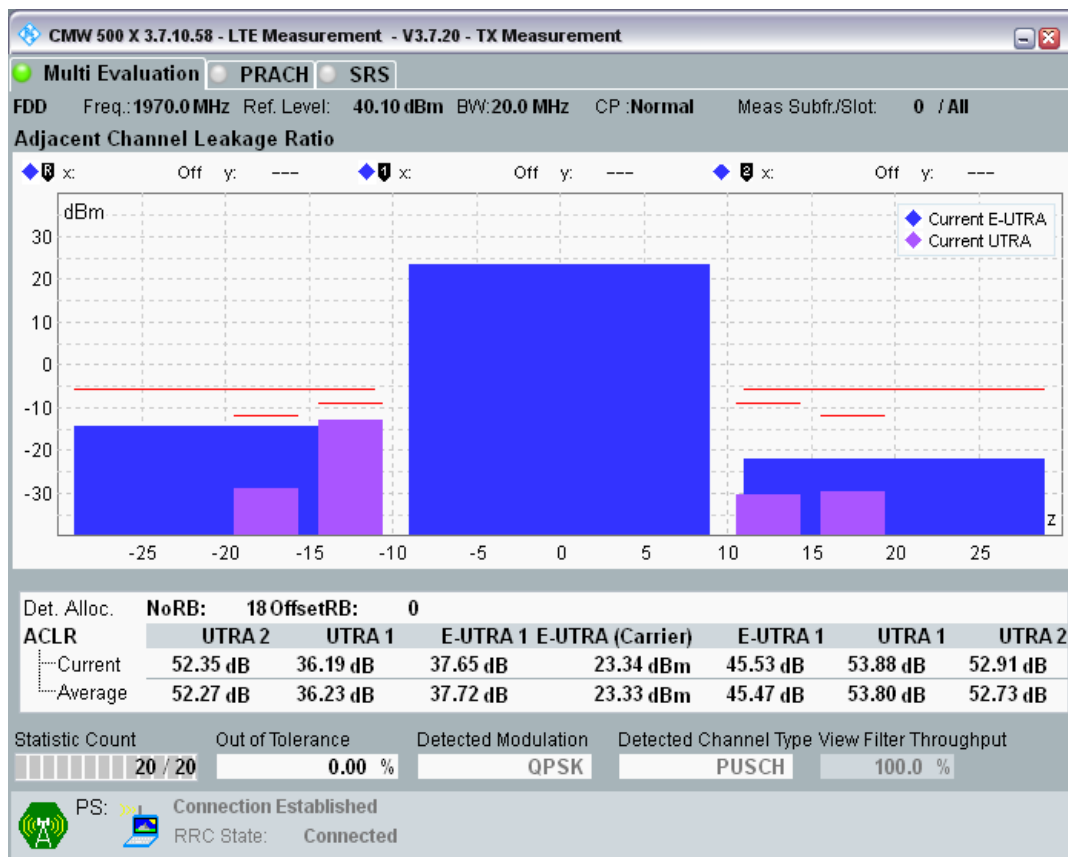 CMW 500 X 3.7.10.58 - LTE Measurement - V3.7.20 - TX Measurement
Multi Evaluation PRACH SRS
FDD Freq.:1970.0 MHz Ref. Level: 40.10 dBm BW:20.0 MHz CP :Normal Meas Subfr./Slot: 0 / All
Adjacent Channel Leakage Ratio
R x: Off y: --- 1 x: Off y: --- 2 x: Off y: ---
dBm
Current E-UTRA
Current UTRA
30
20
10
0
-10
-20
-30
z
-25 -20 -15 -10 -5 0 5 10 15 20 25
Det. Alloc. NoRB: 18 OffsetRB: 0
ACLR UTRA 2 UTRA 1 E-UTRA 1 E-UTRA (Carrier) E-UTRA 1 UTRA 1 UTRA 2
Current 52.35 dB 36.19 dB 37.65 dB 23.34 dBm 45.53 dB 53.88 dB 52.91 dB
Average 52.27 dB 36.23 dB 37.72 dB 23.33 dBm 45.47 dB 53.80 dB 52.73 dB
Statistic Count Out of Tolerance Detected Modulation Detected Channel Type View Filter Throughput
20 / 20 0.00 % QPSK PUSCH 100.0 %
PS: Connection Established
RRC State: Connected